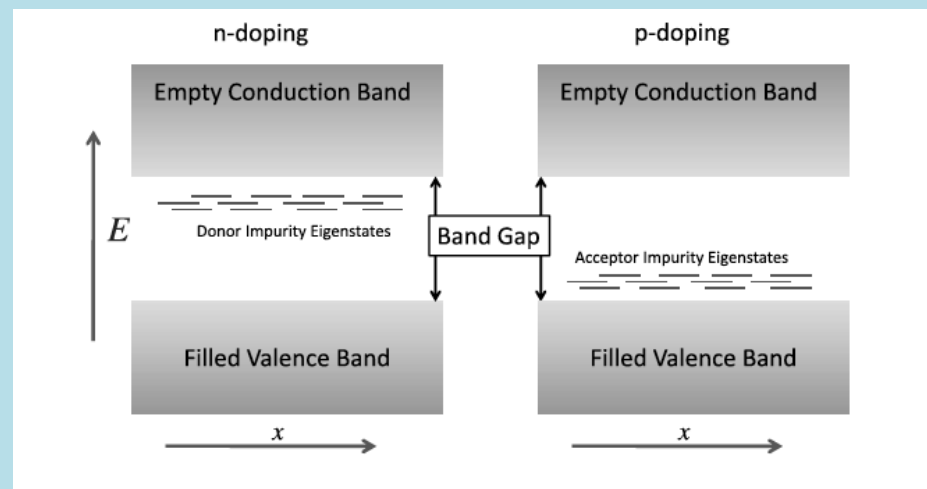 n-doping
p-doping
Empty Conduction Band
Empty Conduction Band
E
Donor Impurity Eigenstates
Band Gap
Acceptor Impurity Eigenstates
Filled Valence Band
Filled Valence Band
x
x